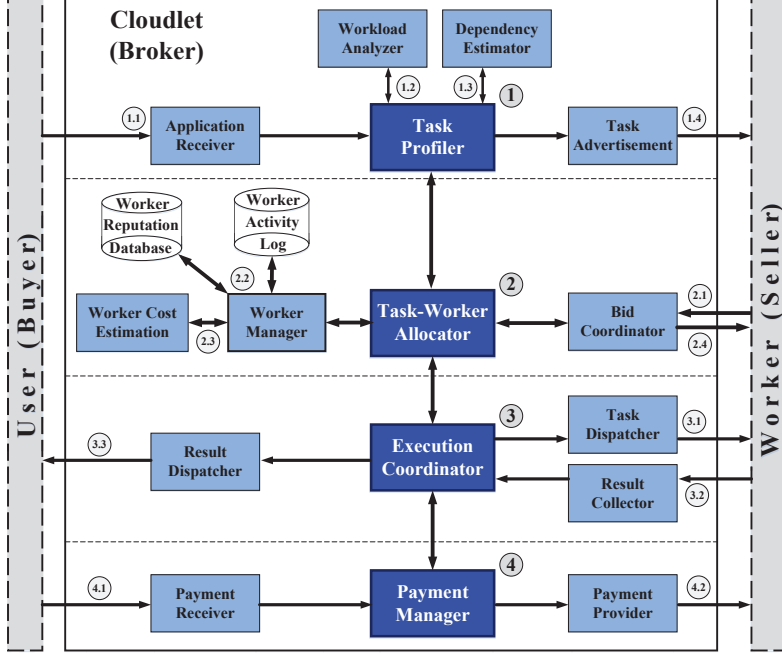 Cloudlet
(Broker)
Workload
Analyzer
Dependency
Estimator
1.2
1.3
1
1.1
Application
Receiver
Task
Profiler
Task
Advertisement
1.4
Worker
Reputation
Database
Worker
Activity
Log
2.2
2
Worker Cost
Estimation
2.3
Worker
Manager
Task-Worker
Allocator
Bid
Coordinator
2.1
2.4
3
3.3
Result
Dispatcher
Execution
Coordinator
Task
Dispatcher
3.1
Result
Collector
3.2
4
4.1
Payment
Receiver
Payment
Manager
Payment
Provider
4.2
User (Buyer)
Worker (Seller)